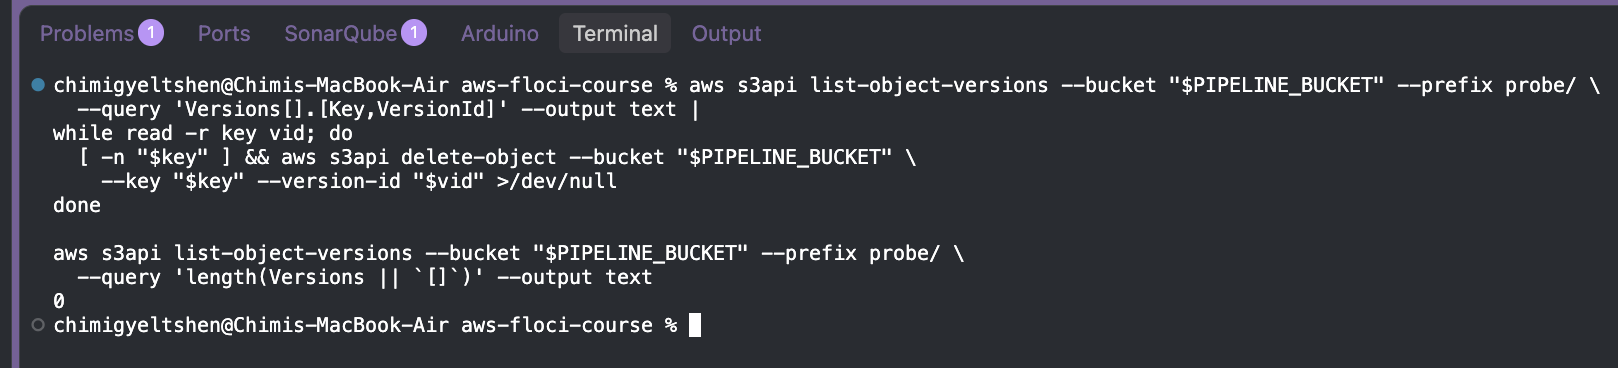 Problems 1 Ports SonarQube 1 Arduino Terminal Output
chimigyeltshen@Chimis-MacBook-Air aws-floci-course % aws s3api list-object-versions --bucket "$PIPELINE_BUCKET" --prefix probe/ \
  --query 'Versions[].[Key,VersionId]' --output text |
while read -r key vid; do
  [ -n "$key" ] && aws s3api delete-object --bucket "$PIPELINE_BUCKET" \
    --key "$key" --version-id "$vid" >/dev/null
done

aws s3api list-object-versions --bucket "$PIPELINE_BUCKET" --prefix probe/ \
  --query 'length(Versions || `[]`)' --output text
0
chimigyeltshen@Chimis-MacBook-Air aws-floci-course %